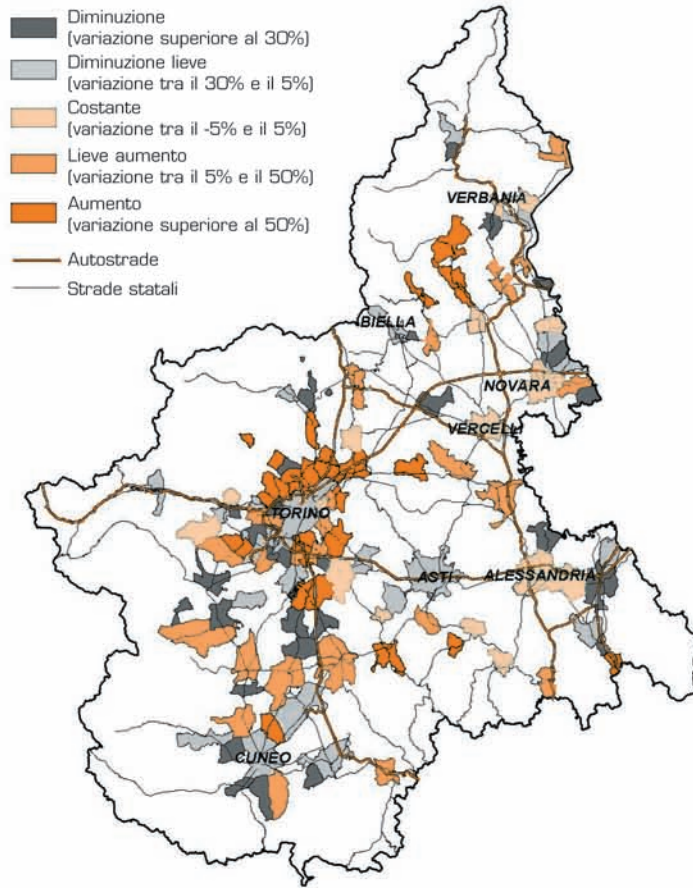 Diminuzione
(variazione superiore al 30%)
Diminuzione lieve
(variazione tra il 30% e il 5%)
Costante
(variazione tra il -5% e il 5%)
Lieve aumento
(variazione tra il 5% e il 50%)
Aumento
(variazione superiore al 50%)
Autostrade
Strade statali
VERBANIA
BIELLA
NOVARA
VERCELLI
TORINO
ASTI
ALESSANDRIA
CUNEO